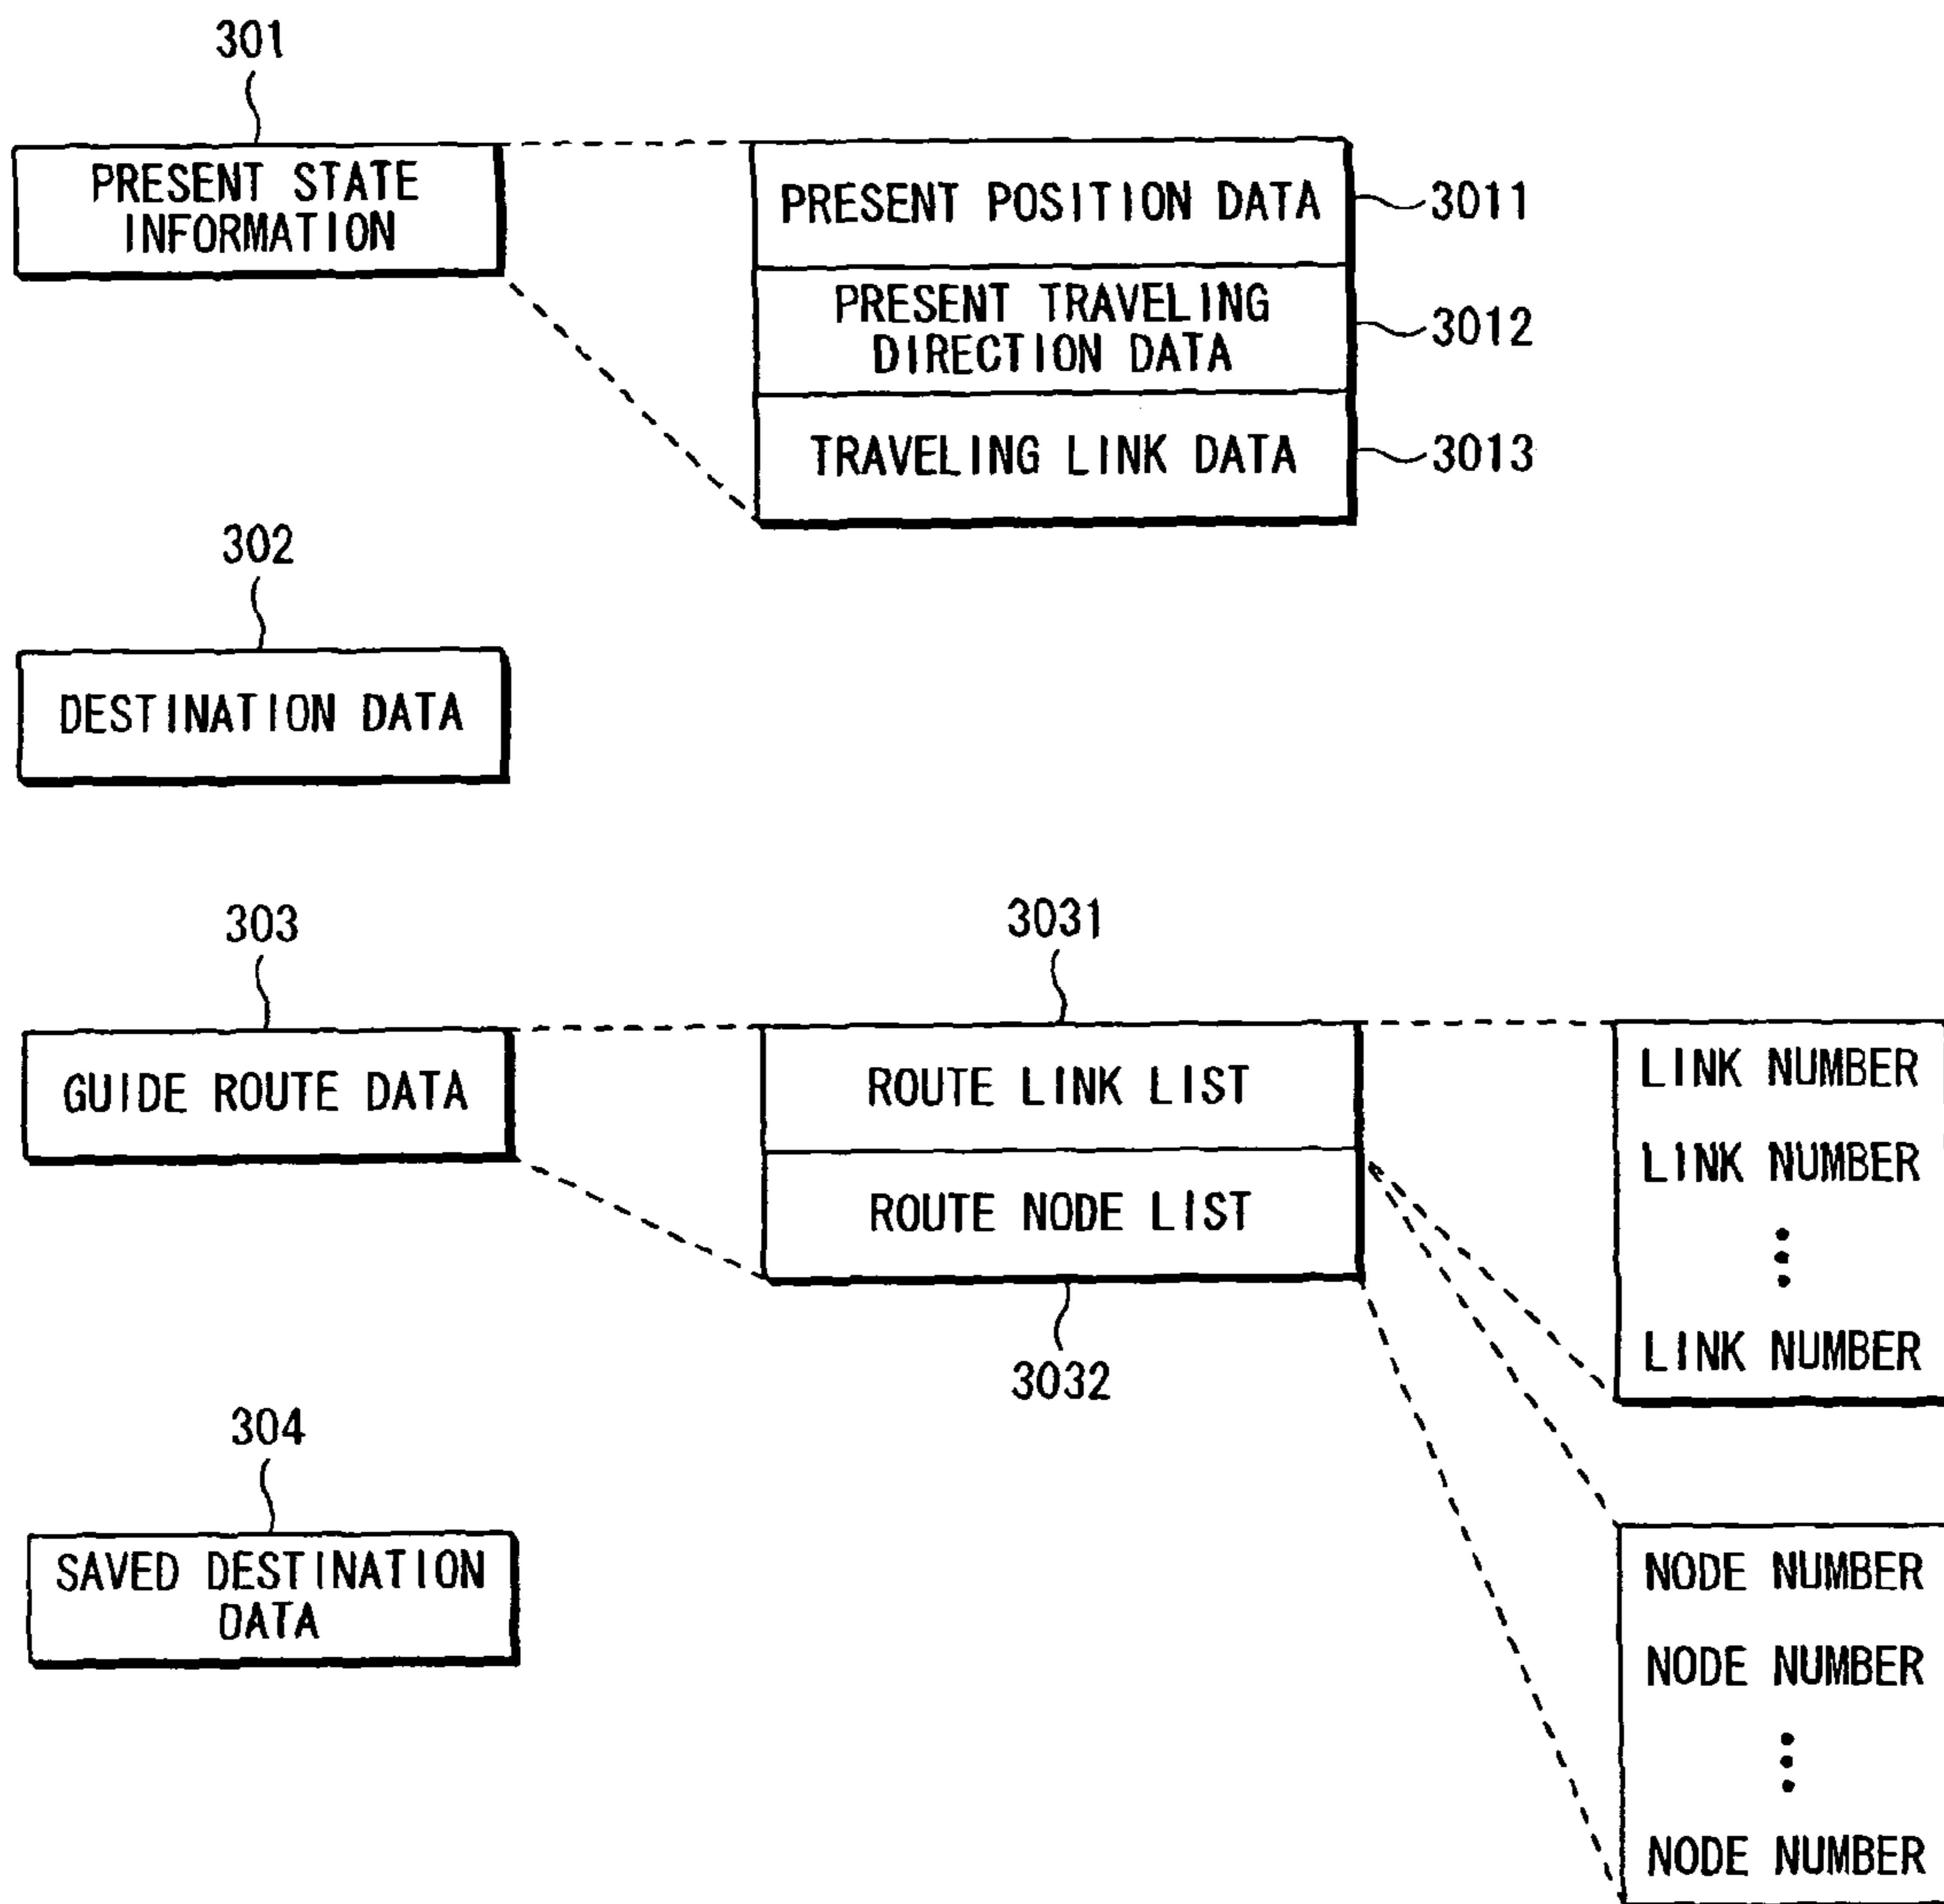 301
PRESENT STATE
INFORMATION
PRESENT POSITION DATA
3011
PRESENT TRAVELING
DIRECTION DATA
3012
TRAVELING LINK DATA
3013
302
DESTINATION DATA
303
GUIDE ROUTE DATA
3031
ROUTE LINK LIST
ROUTE NODE LIST
3032
LINK NUMBER
LINK NUMBER
LINK NUMBER
304
SAVED DESTINATION
DATA
NODE NUMBER
NODE NUMBER
NODE NUMBER